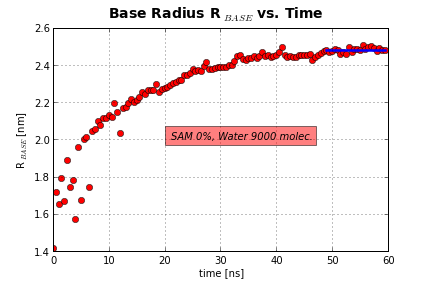 Base Radius R BASE vs. Time
2.6
2.4
2.2
2.0
1.8
1.6
1.4
R BASE [nm]
SAM 0%, Water 9000 molec.
0 10 20 30 40 50 60
time [ns]